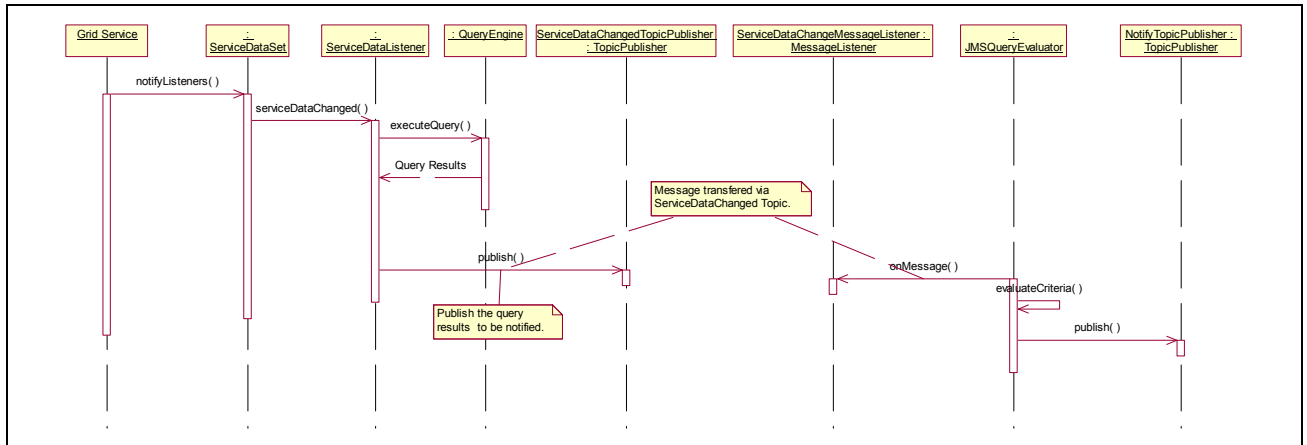 Grid Service
:
ServiceDataSet
:
ServiceDataListener
: QueryEngine
ServiceDataChangedTopicPublisher
: TopicPublisher
ServiceDataChangeMessageListener :
MessageListener
:
JMSQueryEvaluator
NotifyTopicPublisher :
TopicPublisher
notifyListeners( )
serviceDataChanged( )
executeQuery( )
Query Results
Message transfered via
ServiceDataChanged Topic.
publish( )
onMessage( )
evaluateCriteria( )
Publish the query
results to be notified.
publish( )